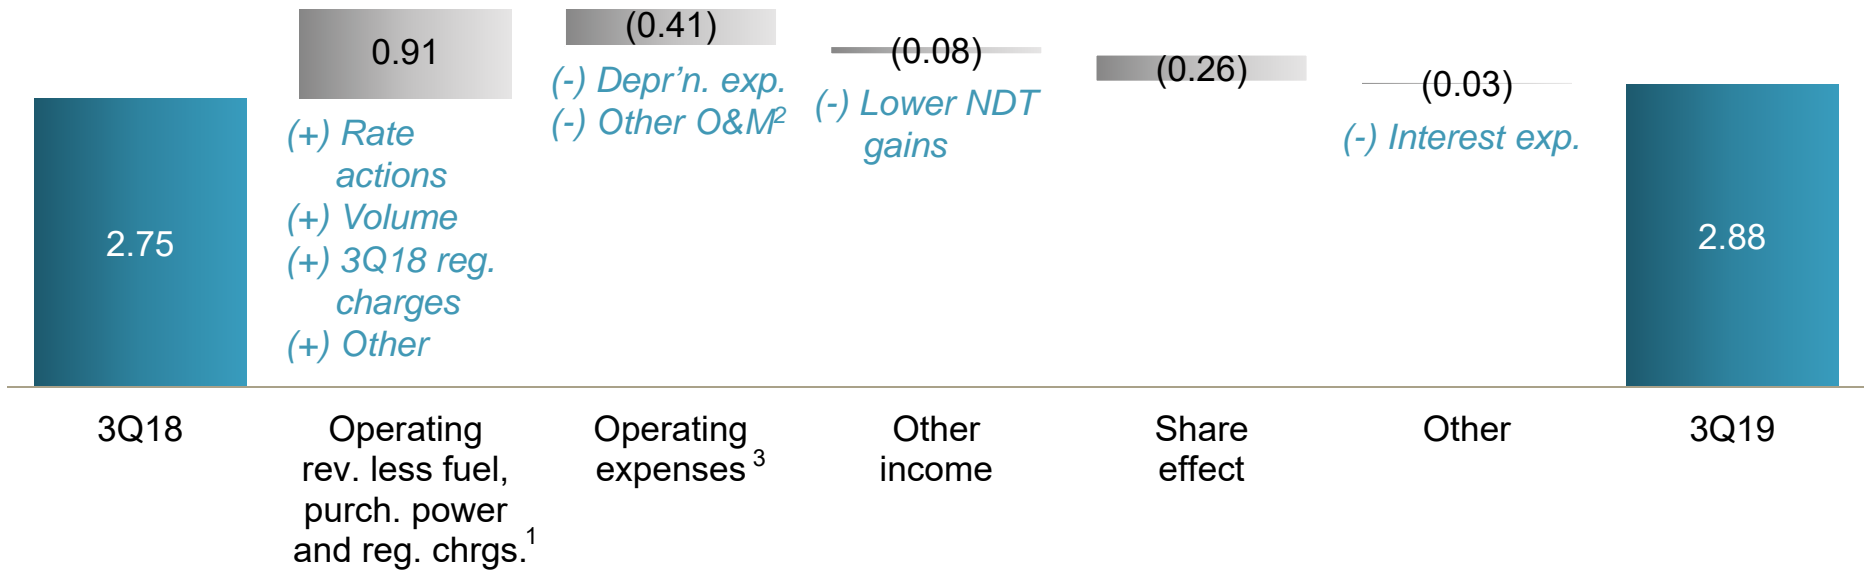 2.75
0.91
(+) Rate
actions
(+) Volume
(+) 3Q18 reg.
charges
(+) Other
(0.41)
(-) Depr’n. exp.
(-) Other O&M2
(0.08)
(-) Lower NDT
gains
(0.26)
(0.03)
(-) Interest exp.
2.88
3Q18
Operating
rev. less fuel,
purch. power
and reg. chrgs.1
Operating
expenses 3
Other
income
Share
effect
Other
3Q19